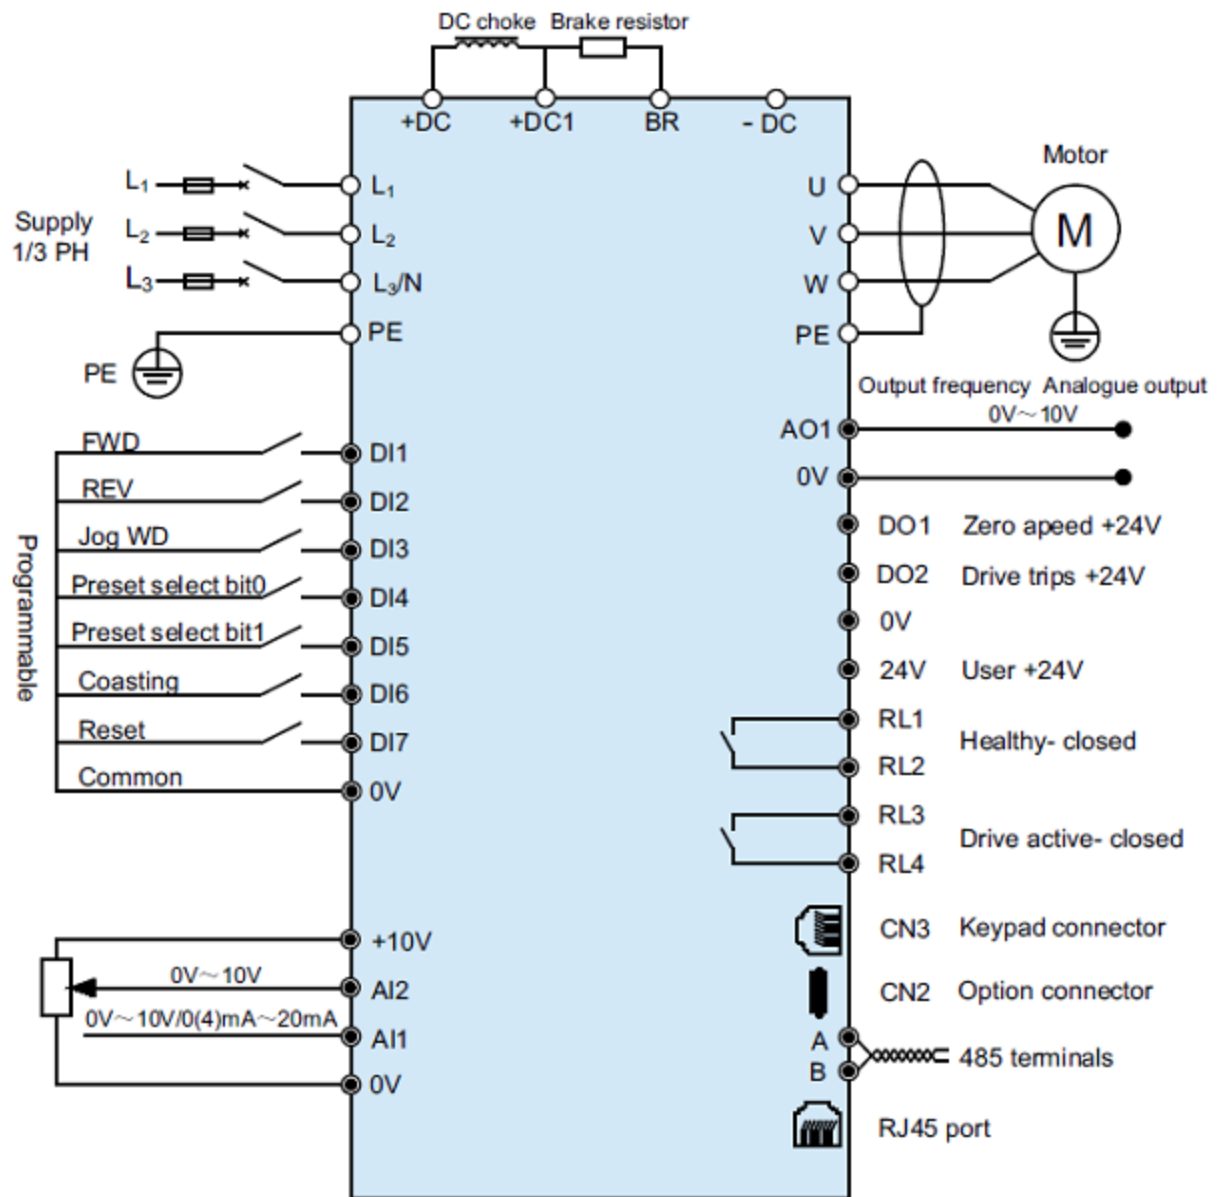 DC choke Brake resistor
+DC +DC1 BR - DC
Motor
M
Supply
1/3 PH
L1 L1
L2 L2
L3 L3/N
PE PE
U
V
W
PE
Output frequency Analogue output
0V～10V
AO1
0V
Programmable
FWD DI1
REV DI2
Jog WD DI3
Preset select bit0 DI4
Preset select bit1 DI5
Coasting DI6
Reset DI7
Common 0V
DO1 Zero apeed +24V
DO2 Drive trips +24V
0V
24V User +24V
RL1
Healthy- closed
RL2
RL3
Drive active- closed
RL4
+10V
0V～10V AI2
0V～10V/0(4)mA～20mA AI1
0V
CN3 Keypad connector
CN2 Option connector
A
485 terminals
B
RJ45 port